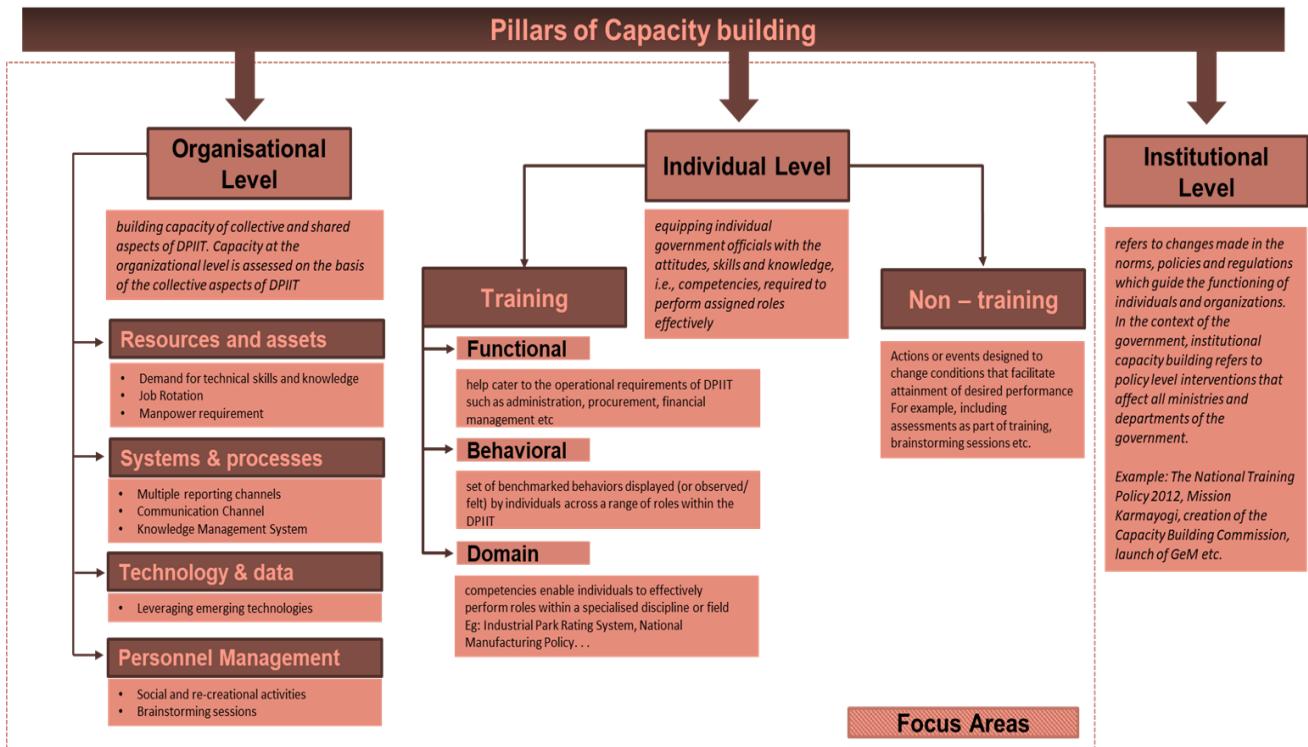 Pillars of Capacity building
Organisational
Level
building capacity of collective and shared
aspects of DPIIT. Capacity at the
organizational level is assessed on the basis
of the collective aspects of DPIIT
Resources and assets
• Demand for technical skills and knowledge
• Job Rotation
• Manpower requirement
Systems & processes
• Multiple reporting channels
• Communication Channel
• Knowledge Management System
Technology & data
• Leveraging emerging technologies
Personnel Management
• Social and re-creational activities
• Brainstorming sessions
Individual Level
equipping individual
government officials with the
attitudes, skills and knowledge,
i.e., competencies, required to
perform assigned roles
effectively
Training
Functional
help cater to the operational requirements of DPIIT
such as administration, procurement, financial
management etc
Behavioral
set of benchmarked behaviors displayed (or observed/
felt) by individuals across a range of roles within the
DPIIT
Domain
competencies enable individuals to effectively
perform roles within a specialised discipline or field
Eg: Industrial Park Rating System, National
Manufacturing Policy. . .
Non – training
Actions or events designed to
change conditions that facilitate
attainment of desired performance
For example, including
assessments as part of training,
brainstorming sessions etc.
Institutional
Level
refers to changes made in the
norms, policies and regulations
which guide the functioning of
individuals and organizations.
In the context of the
government, institutional
capacity building refers to
policy level interventions that
affect all ministries and
departments of the
government.
Example: The National Training
Policy 2012, Mission
Karmayogi, creation of the
Capacity Building Commission,
launch of GeM etc.
Focus Areas